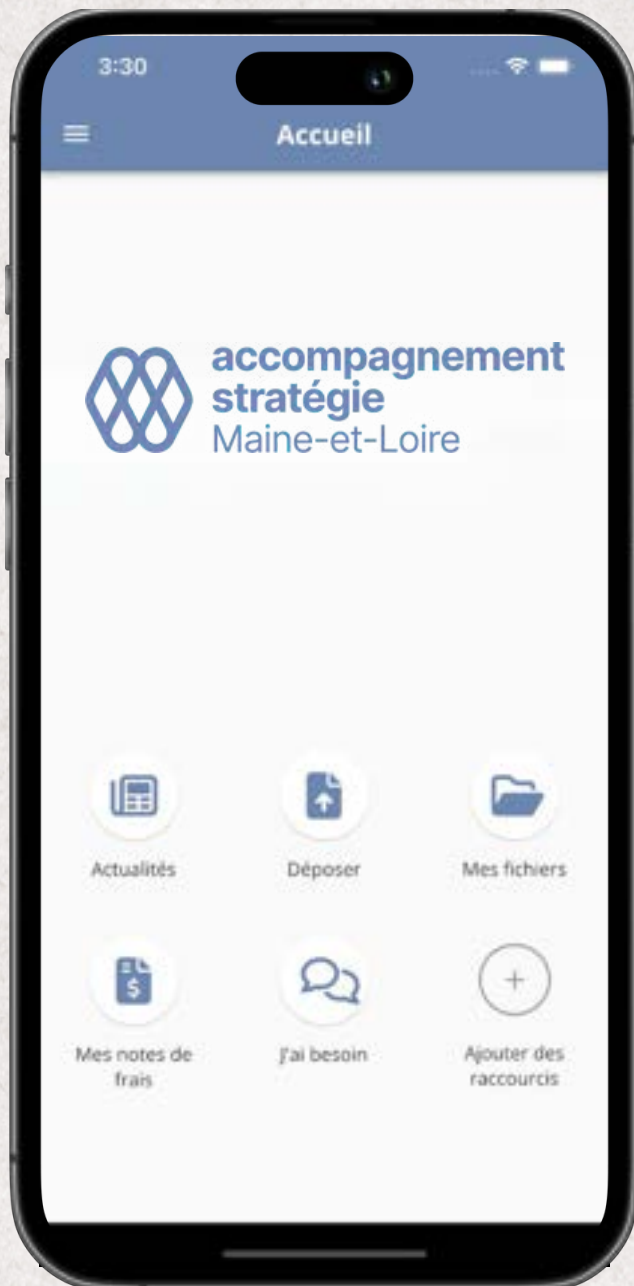 3:30
Accueil
accompagnement
stratégie
Maine-et-Loire
Actualités
Déposer
Mes fichiers
$
Mes notes de
frais
J'ai besoin
+
Ajouter des
raccourcis